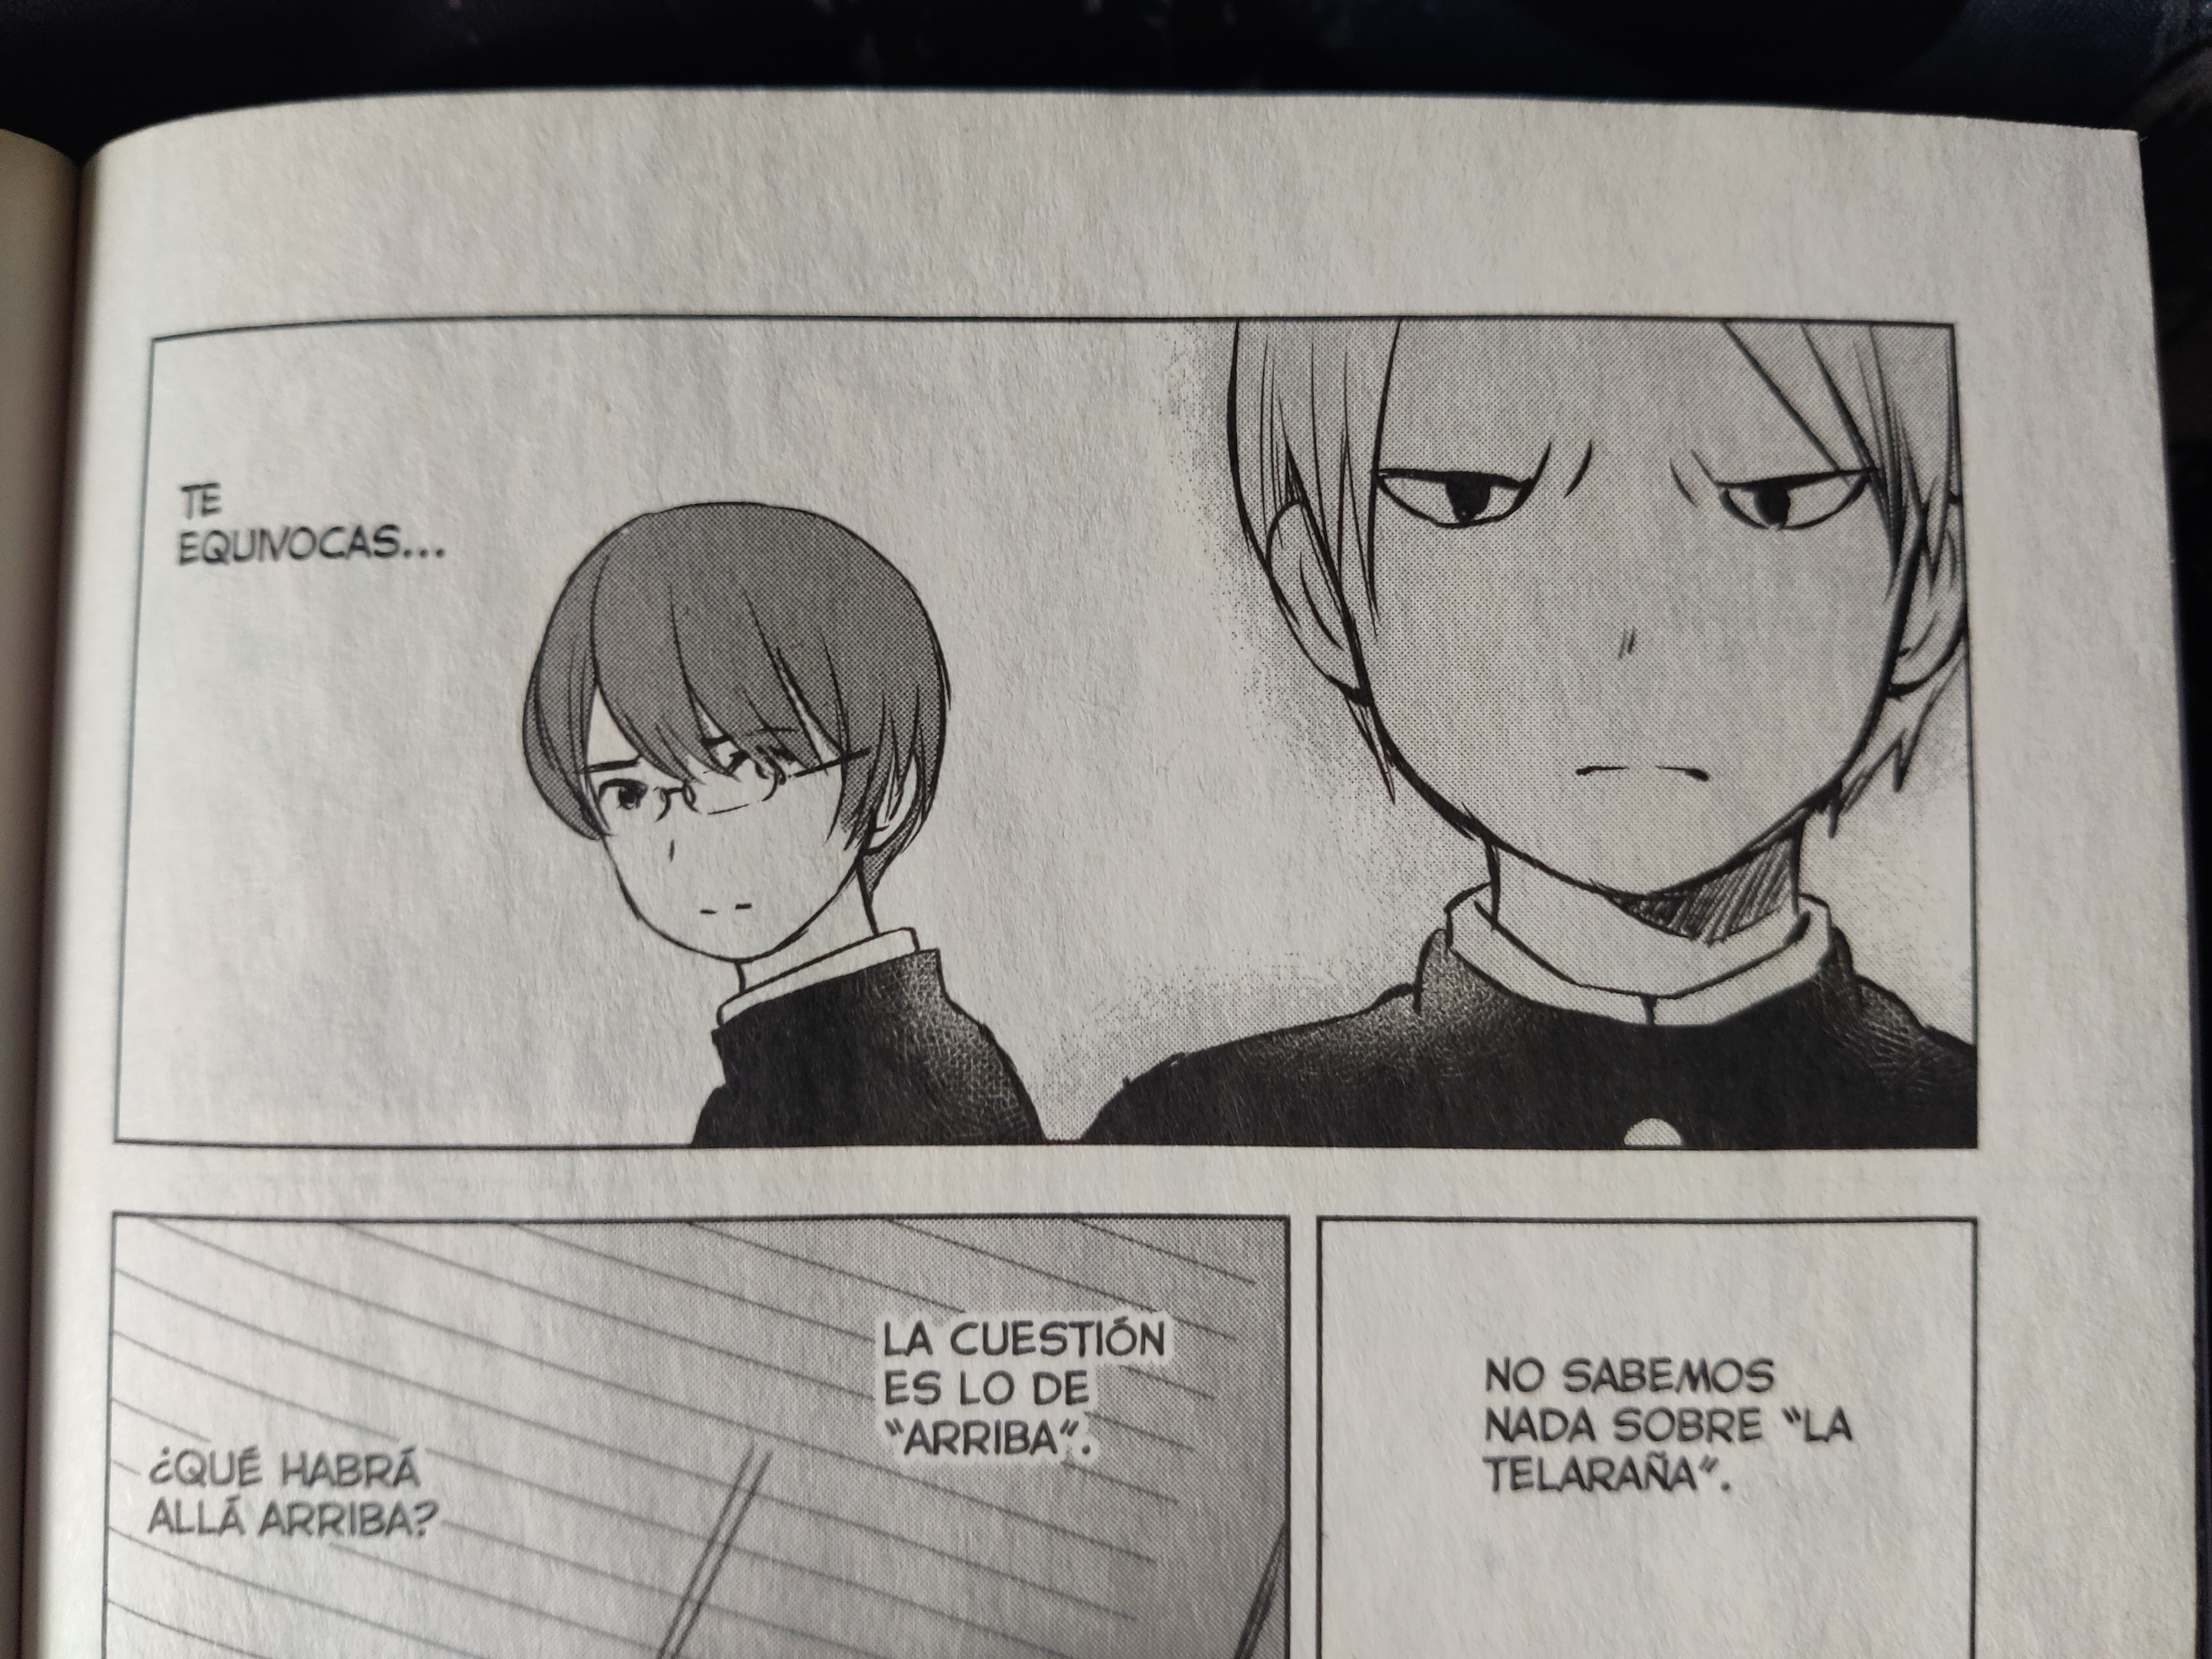 TE
EQUIVOCAS...
NO SABEMOS
NADA SOBRE “LA
TELARAÑA”.
LA CUESTIÓN
ES LO DE
“ARRIBA”.
¿QUÉ HABRÁ
ALLÁ ARRIBA?